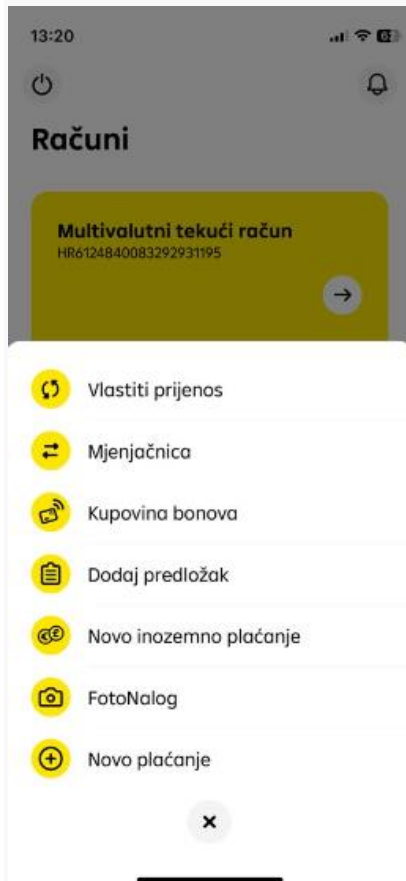 13:20
Računi
Multivalutni tekući račun
HR6124840083292931195
Vlastiti prijenos
Mjenjačnica
Kupovina bonova
Dodaj predložak
Novo inozemno plaćanje
FotoNalog
Novo plaćanje